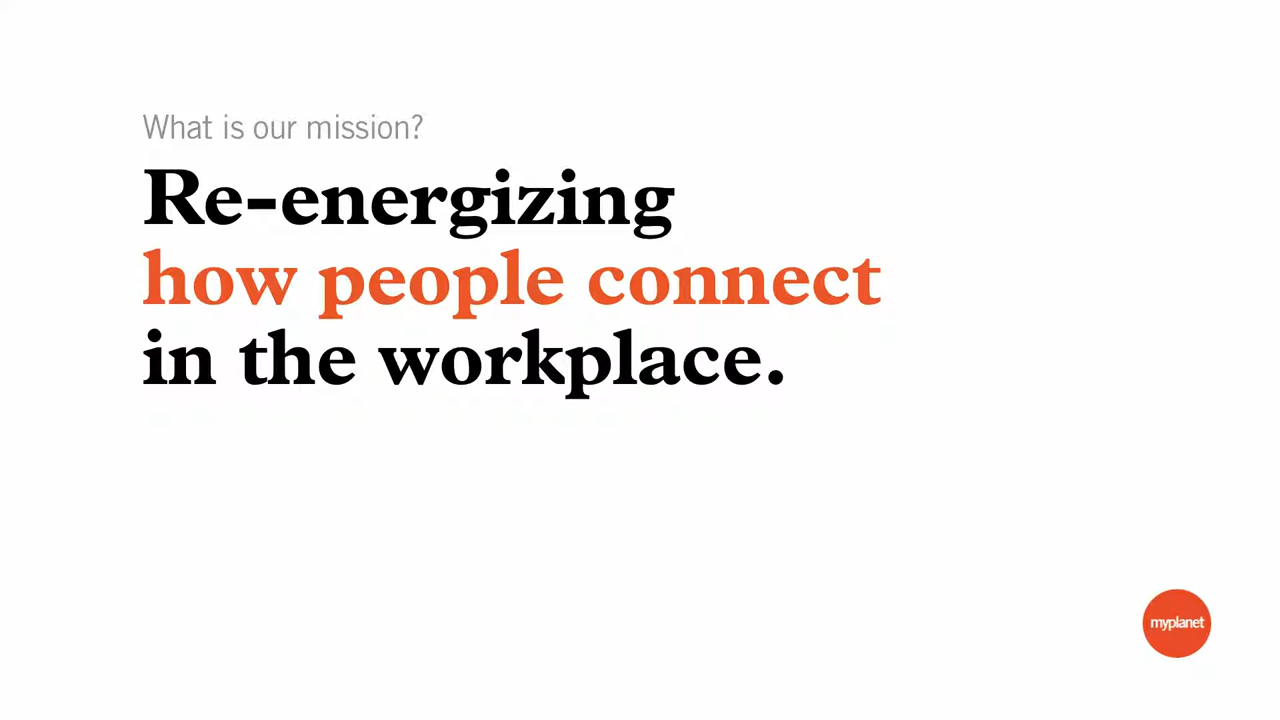 What is our mission?
Re-energizing
how people connect
in the workplace.
myplanet